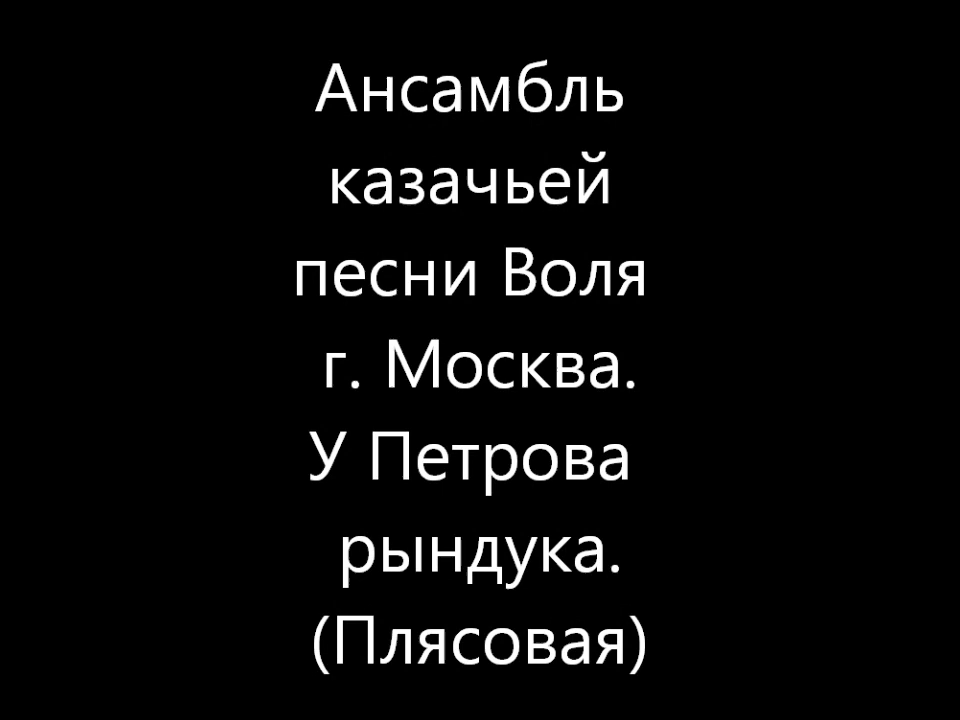 Ансамбль
казачьей
песни Воля
г. Москва.
У Петрова
рындука.
(Плясовая)